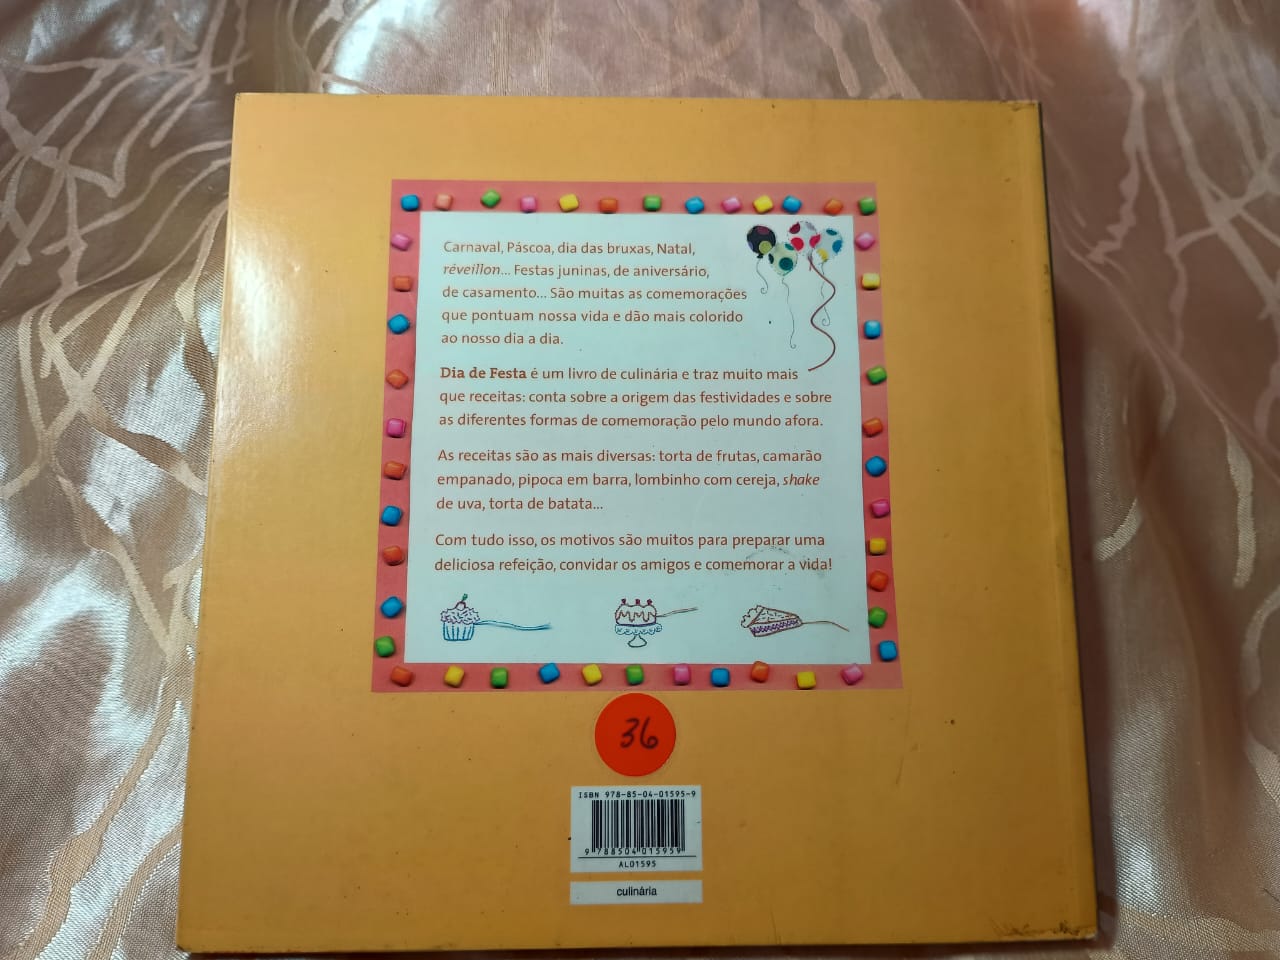 Carnaval, Páscoa, dia das bruxas, Natal,
réveillon... Festas juninas, de aniversário,
de casamento... São muitas as comemorações
que pontuam nossa vida e dão mais colorido
ao nosso dia a dia.
Dia de Festa é um livro de culinária e traz muito mais
que receitas: conta sobre a origem das festividades e sobre
as diferentes formas de comemoração pelo mundo afora.
As receitas são as mais diversas: torta de frutas, camarão
empanado, pipoca em barra, lombinho com cereja, shake
de uva, torta de batata...
Com tudo isso, os motivos são muitos para preparar uma
deliciosa refeição, convidar os amigos e comemorar a vida!
36
ISBN 978-85-04-01595-9
9 788504 015959
AL01595
culinária